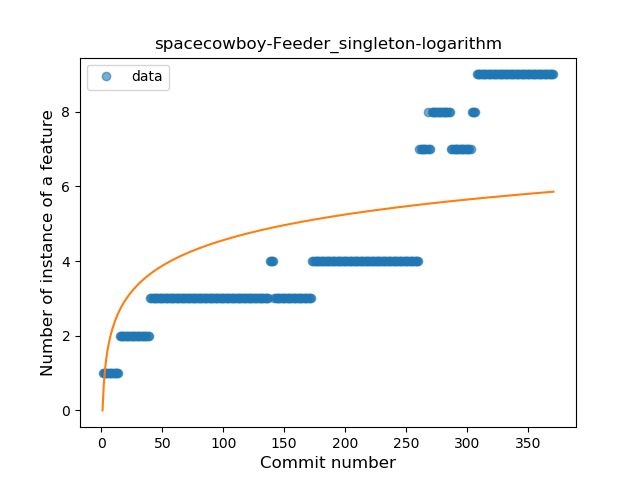 spacecowboy-Feeder_singleton-logarithm
data
Number of instance of a feature
8
6
4
2
0
0 50 100 150 200 250 300 350
Commit number